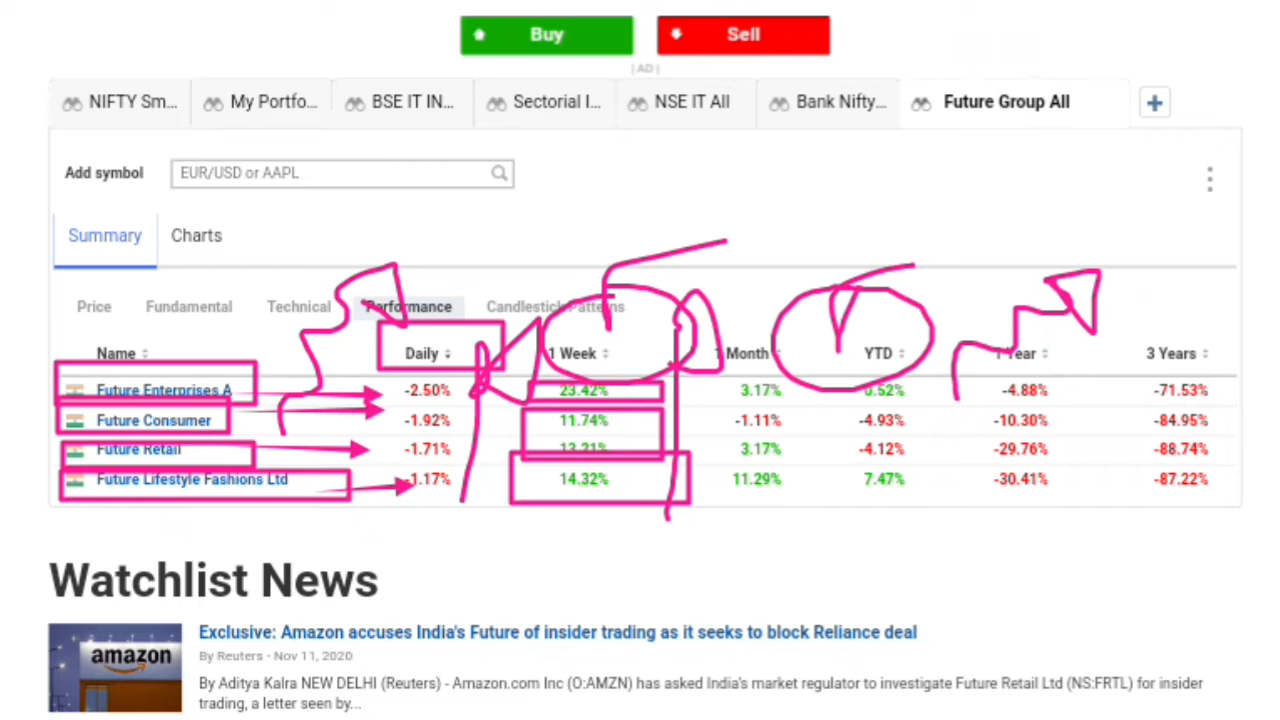 Buy Sell
[AD]
NIFTY Sm... My Portfo... BSE IT IN... Sectorial I... NSE IT All Bank Nifty... Future Group All +
Add symbol EUR/USD or AAPL
Summary Charts
Price Fundamental Technical Performance Candlestick Patterns
Name Daily 1 Week 1 Month YTD 1 Year 3 Years
Future Enterprises A -2.50% 23.42% 3.17% 0.52% -4.88% -71.53%
Future Consumer -1.92% 11.74% -1.11% -4.93% -10.30% -84.95%
Future Retail -1.71% 13.21% 3.17% -4.12% -29.76% -88.74%
Future Lifestyle Fashions Ltd -1.17% 14.32% 11.29% 7.47% -30.41% -87.22%
Watchlist News
amazon
Exclusive: Amazon accuses India's Future of insider trading as it seeks to block Reliance deal
By Reuters - Nov 11, 2020
By Aditya Kalra NEW DELHI (Reuters) - Amazon.com Inc (O:AMZN) has asked India's market regulator to investigate Future Retail Ltd (NS:FRTL) for insider
trading, a letter seen by...